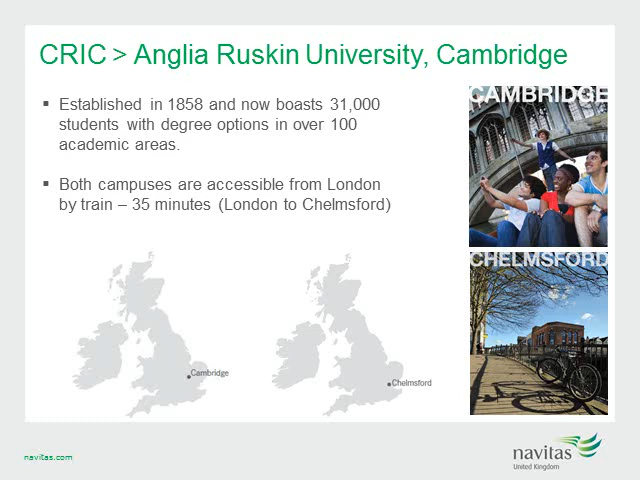 CRIC > Anglia Ruskin University, Cambridge
▪ Established in 1858 and now boasts 31,000
students with degree options in over 100
academic areas.
▪ Both campuses are accessible from London
by train – 35 minutes (London to Chelmsford)
CAMBRIDGE
CHELMSFORD
Cambridge
Chelmsford
navitas.com
navitas
United Kingdom